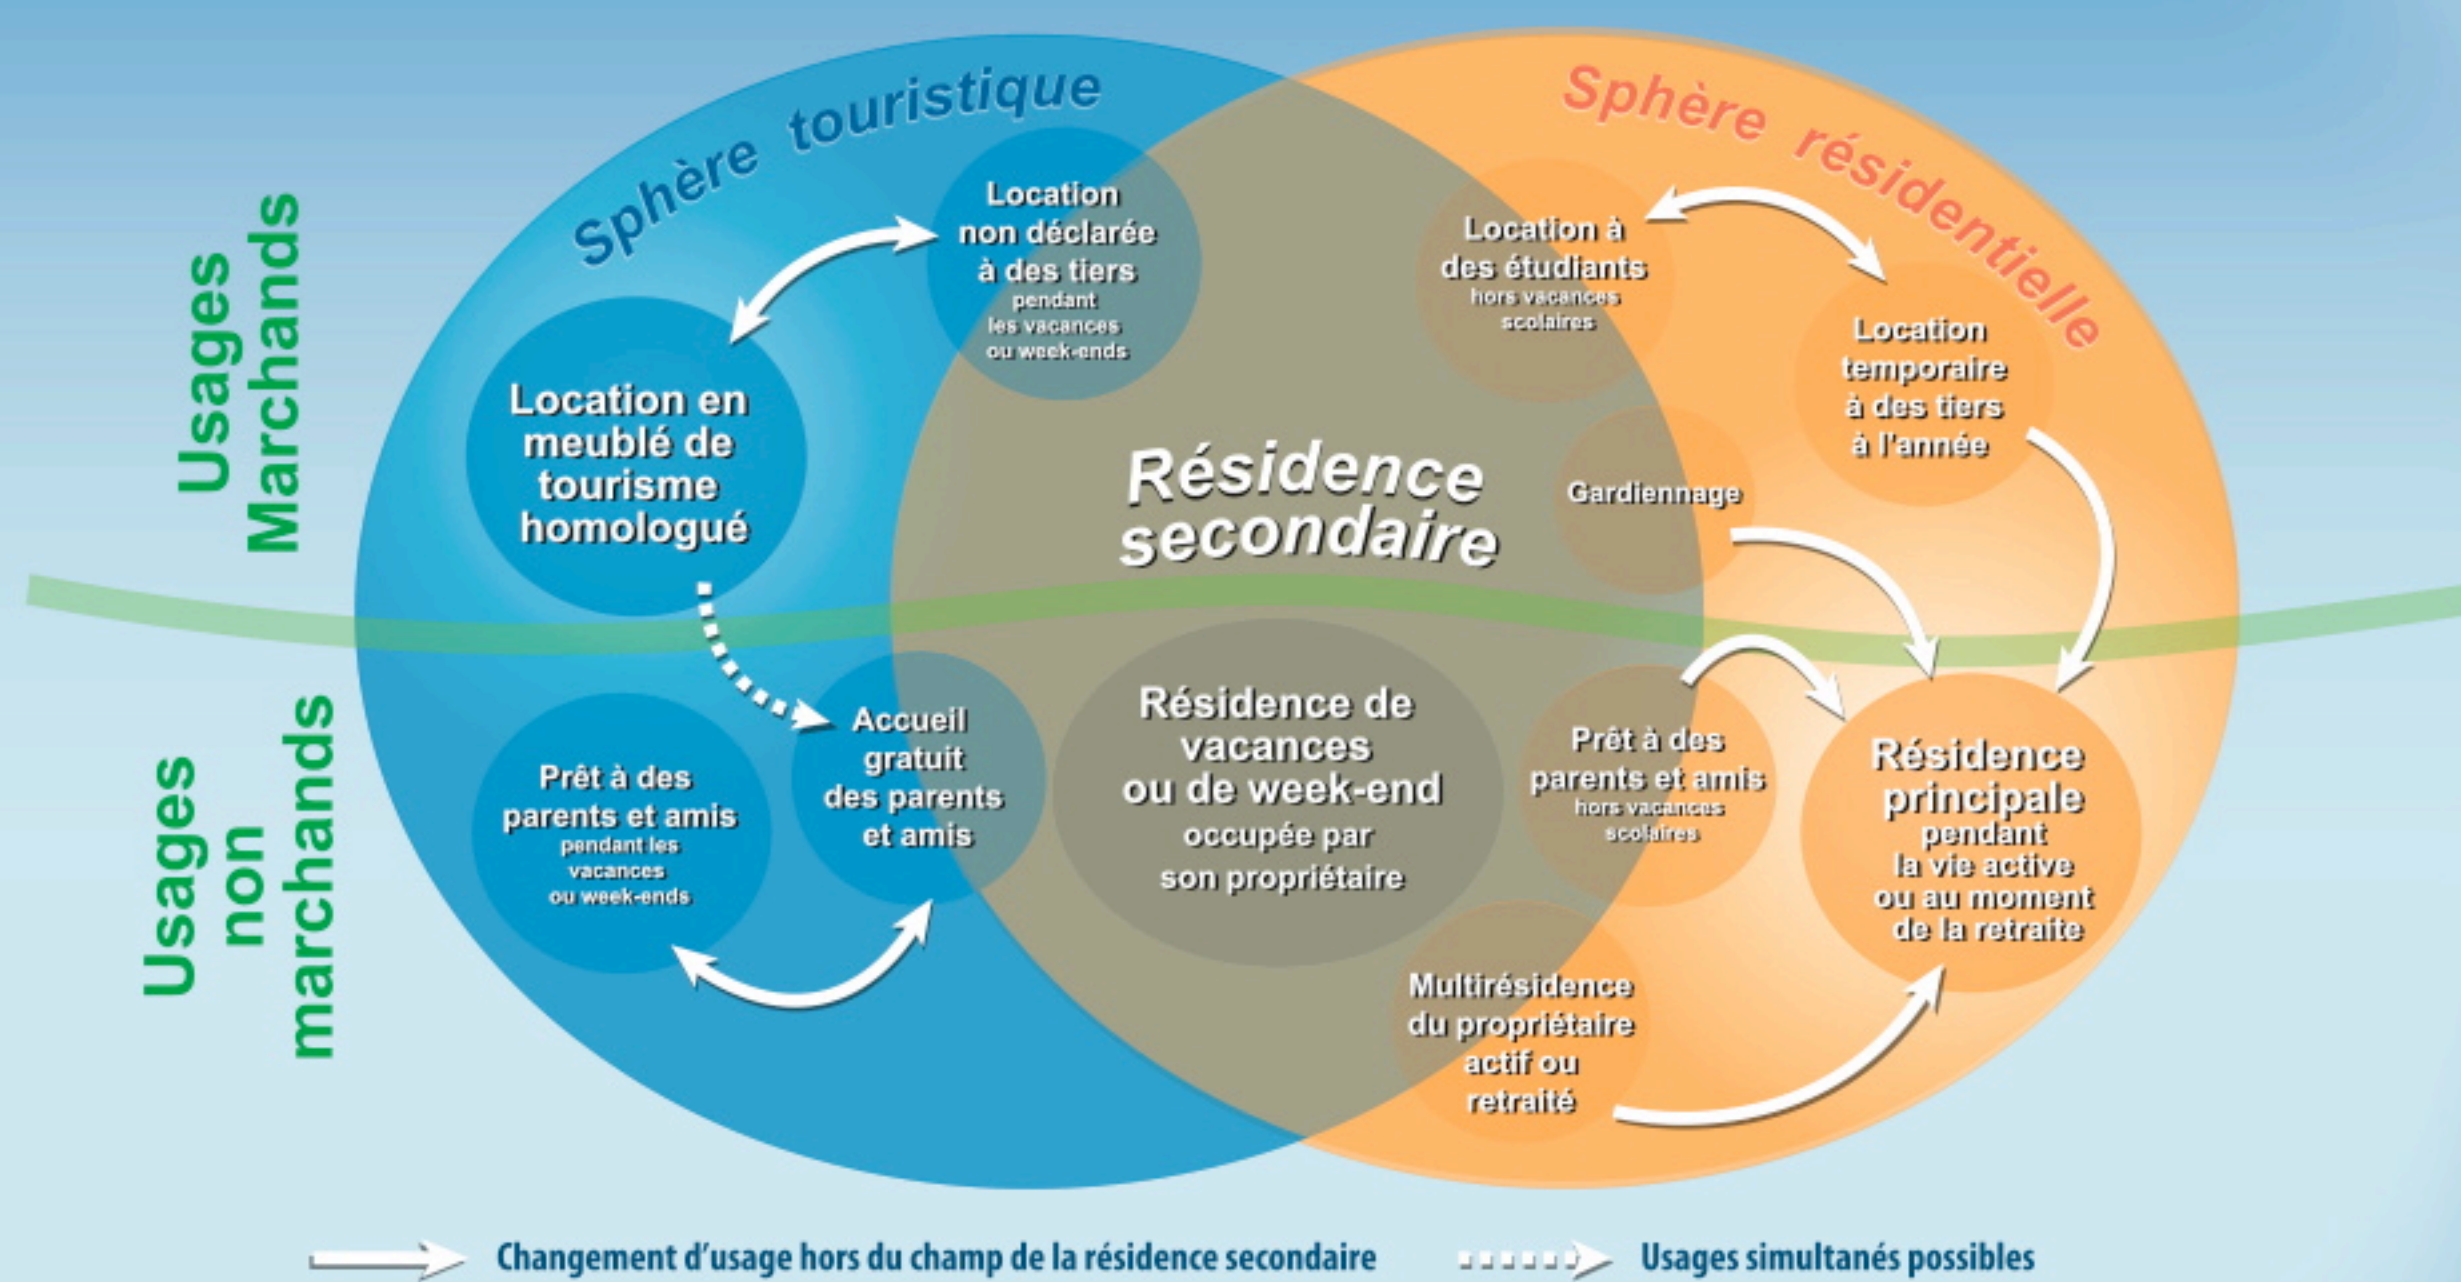 Sphère touristique
Sphère résidentielle
Usages
Marchands
Location
non déclarée
à des tiers
pendant
les vacances
ou week-ends
Location à
des étudiants
hors vacances
scolaires
Location
temporaire
à des tiers
à l'année
Location en
meublé de
tourisme
homologué
Résidence
secondaire
Gardiennage
Usages
non
marchands
Prêt à des
parents et amis
pendant les
vacances
ou week-ends
Accueil
gratuit
des parents
et amis
Résidence de
vacances
ou de week-end
occupée par
son propriétaire
Prêt à des
parents et amis
hors vacances
scolaires
Résidence
principale
pendant
la vie active
ou au moment
de la retraite
Multirésidence
du propriétaire
actif ou
retraité
Changement d'usage hors du champ de la résidence secondaire
Usages simultanés possibles